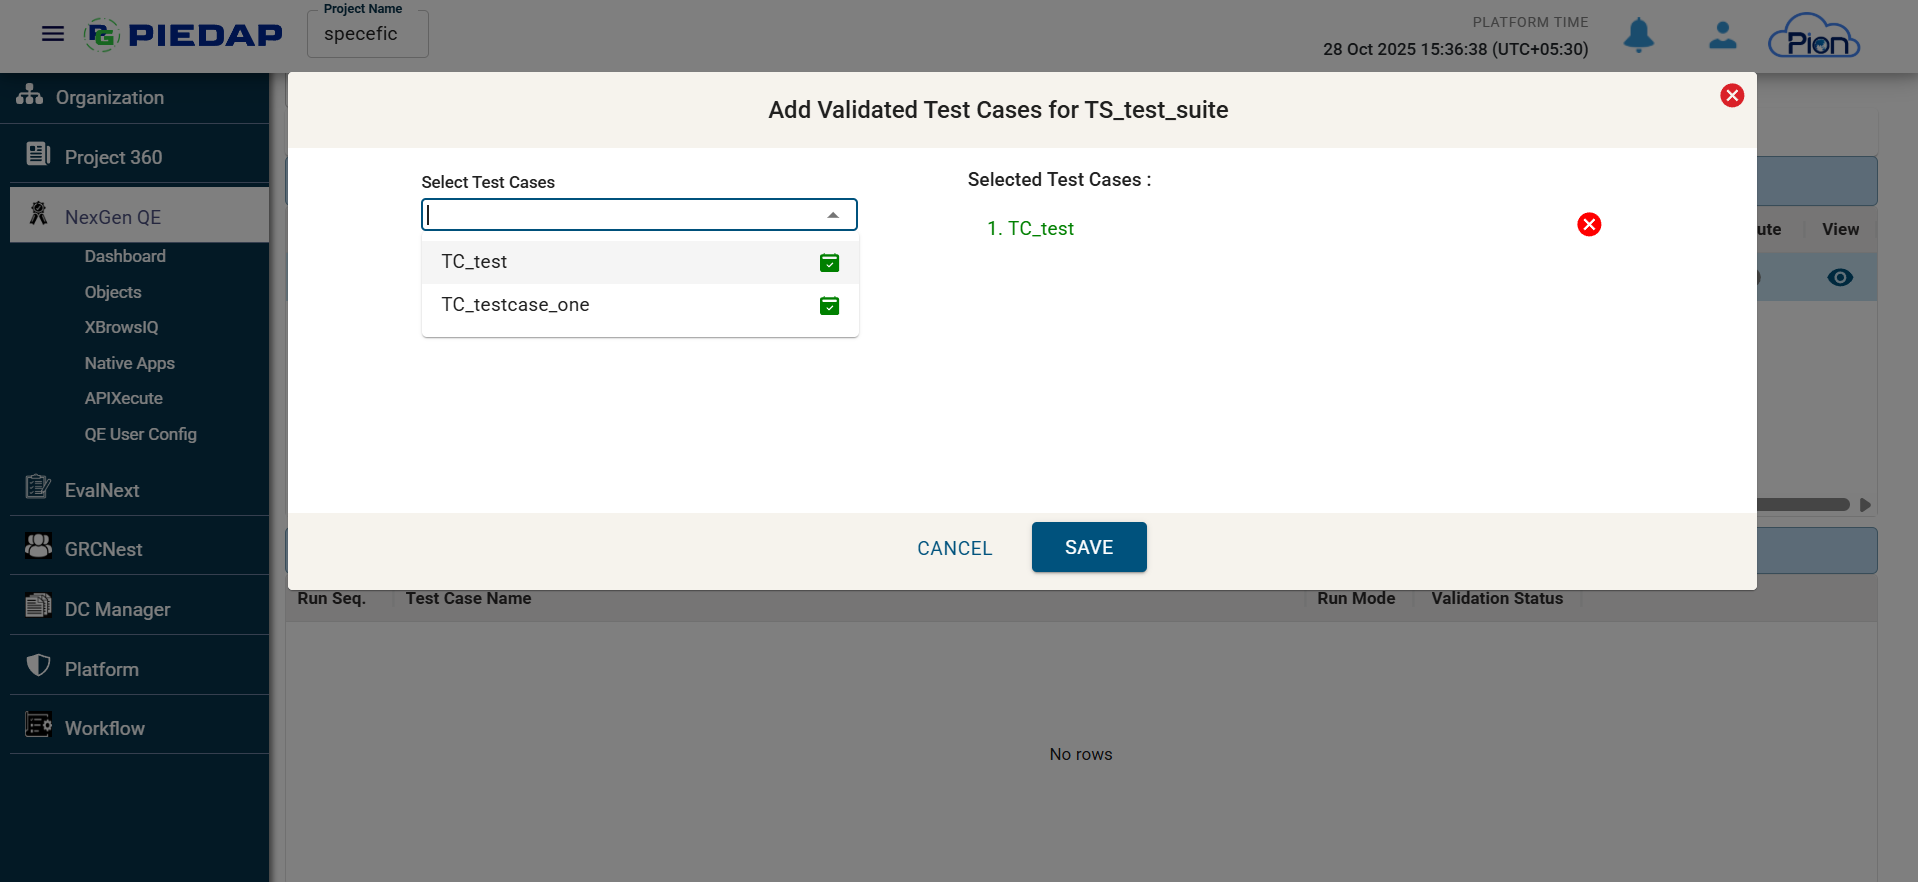 PIEDAP
Project Name
specefic
PLATFORM TIME
28 Oct 2025 15:36:38 (UTC+05:30)
Pion
Organization
Project 360
NexGen QE
Dashboard
Objects
XBrowsIQ
Native Apps
APIXecute
QE User Config
EvalNext
GRCNest
DC Manager
Platform
Workflow
Add Validated Test Cases for TS_test_suite
Select Test Cases
TC_test
TC_testcase_one
Selected Test Cases :
1. TC_test
View
CANCEL
SAVE
Run Seq.
Test Case Name
Run Mode
Validation Status
No rows